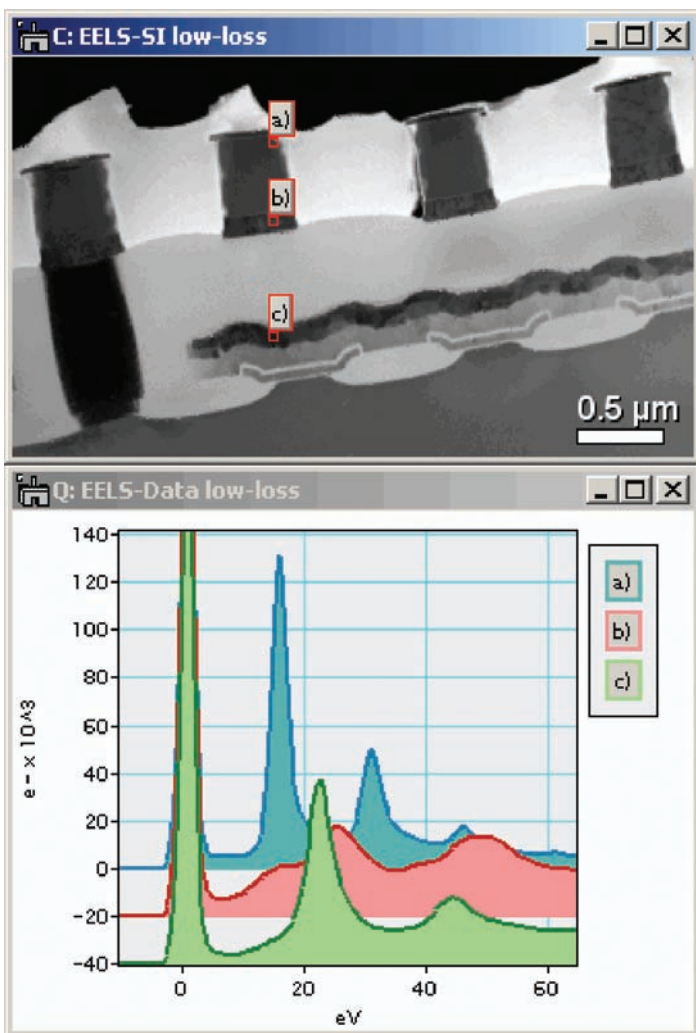 C: EELS-SI low-loss
a)
b)
c)
0.5 µm
Q: EELS-Data low-loss
140
120
100
80
60
40
20
0
-20
-40
e- x 10^3
0 20 40 60
eV
a)
b)
c)